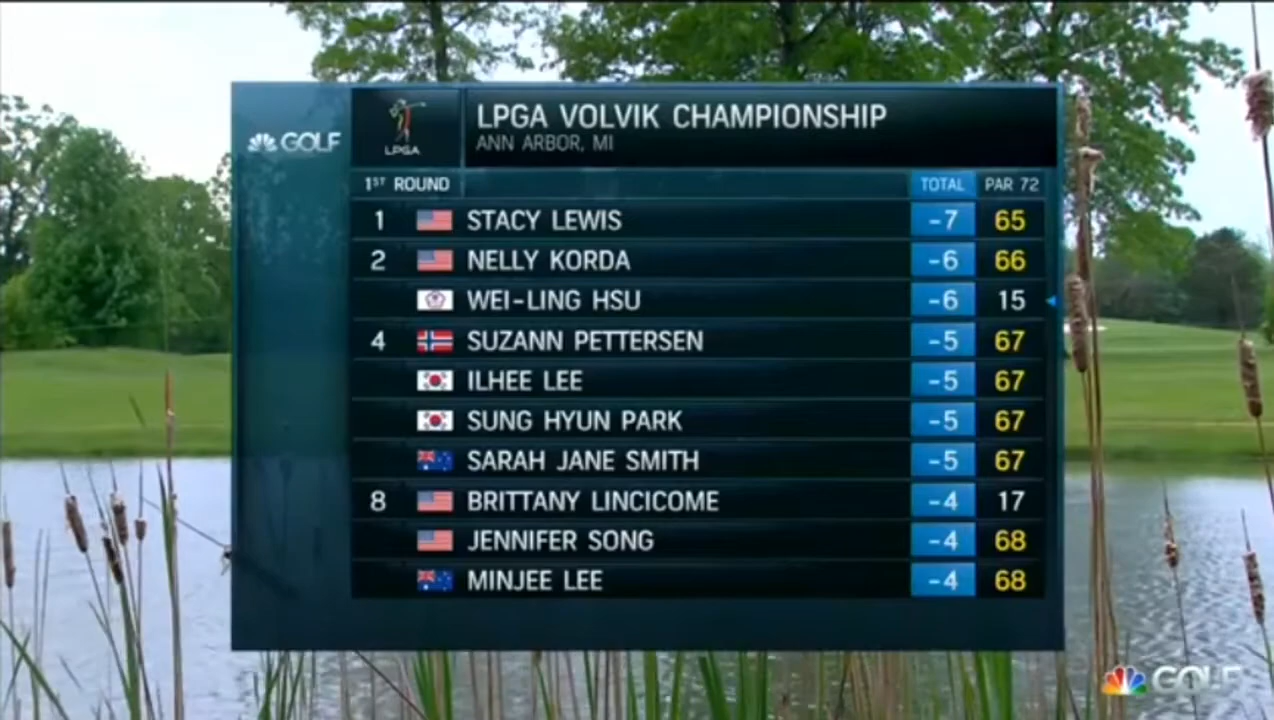 GOLF
LPGA
LPGA VOLVIK CHAMPIONSHIP
ANN ARBOR, MI
1ST ROUND TOTAL PAR 72
1 STACY LEWIS -7 65
2 NELLY KORDA -6 66
WEI-LING HSU -6 15
4 SUZANN PETTERSEN -5 67
ILHEE LEE -5 67
SUNG HYUN PARK -5 67
SARAH JANE SMITH -5 67
8 BRITTANY LINCICOME -4 17
JENNIFER SONG -4 68
MINJEE LEE -4 68
GOLF